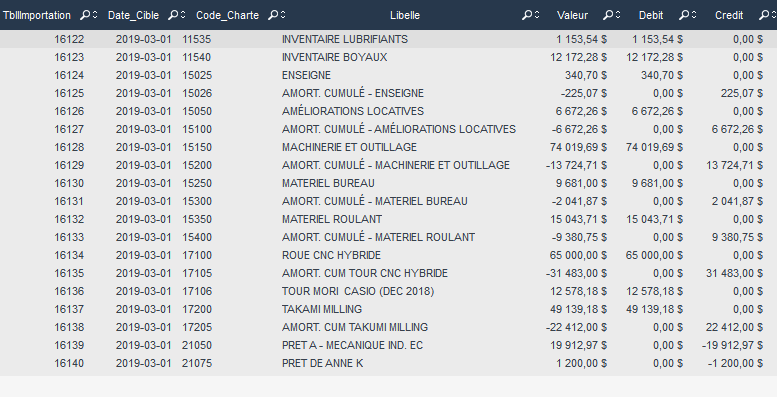 TblImportation Date_Cible Code_Charte Libelle Valeur Debit Credit
16122 2019-03-01 11535 INVENTAIRE LUBRIFIANTS 1 153,54 $ 1 153,54 $ 0,00 $
16123 2019-03-01 11540 INVENTAIRE BOYAUX 12 172,28 $ 12 172,28 $ 0,00 $
16124 2019-03-01 15025 ENSEIGNE 340,70 $ 340,70 $ 0,00 $
16125 2019-03-01 15026 AMORT. CUMULÉ - ENSEIGNE -225,07 $ 0,00 $ 225,07 $
16126 2019-03-01 15050 AMÉLIORATIONS LOCATIVES 6 672,26 $ 6 672,26 $ 0,00 $
16127 2019-03-01 15100 AMORT. CUMULÉ - AMÉLIORATIONS LOCATIVES -6 672,26 $ 0,00 $ 6 672,26 $
16128 2019-03-01 15150 MACHINERIE ET OUTILLAGE 74 019,69 $ 74 019,69 $ 0,00 $
16129 2019-03-01 15200 AMORT. CUMULÉ - MACHINERIE ET OUTILLAGE -13 724,71 $ 0,00 $ 13 724,71 $
16130 2019-03-01 15250 MATERIEL BUREAU 9 681,00 $ 9 681,00 $ 0,00 $
16131 2019-03-01 15300 AMORT. CUMULÉ - MATERIEL BUREAU -2 041,87 $ 0,00 $ 2 041,87 $
16132 2019-03-01 15350 MATERIEL ROULANT 15 043,71 $ 15 043,71 $ 0,00 $
16133 2019-03-01 15400 AMORT. CUMULÉ - MATERIEL ROULANT -9 380,75 $ 0,00 $ 9 380,75 $
16134 2019-03-01 17100 ROUE CNC HYBRIDE 65 000,00 $ 65 000,00 $ 0,00 $
16135 2019-03-01 17105 AMORT. CUM TOUR CNC HYBRIDE -31 483,00 $ 0,00 $ 31 483,00 $
16136 2019-03-01 17106 TOUR MORI CASIO (DEC 2018) 12 578,18 $ 12 578,18 $ 0,00 $
16137 2019-03-01 17200 TAKAMI MILLING 49 139,18 $ 49 139,18 $ 0,00 $
16138 2019-03-01 17205 AMORT. CUM TAKUMI MILLING -22 412,00 $ 0,00 $ 22 412,00 $
16139 2019-03-01 21050 PRET A - MECANIQUE IND. EC 19 912,97 $ 0,00 $ -19 912,97 $
16140 2019-03-01 21075 PRET DE ANNE K 1 200,00 $ 0,00 $ -1 200,00 $